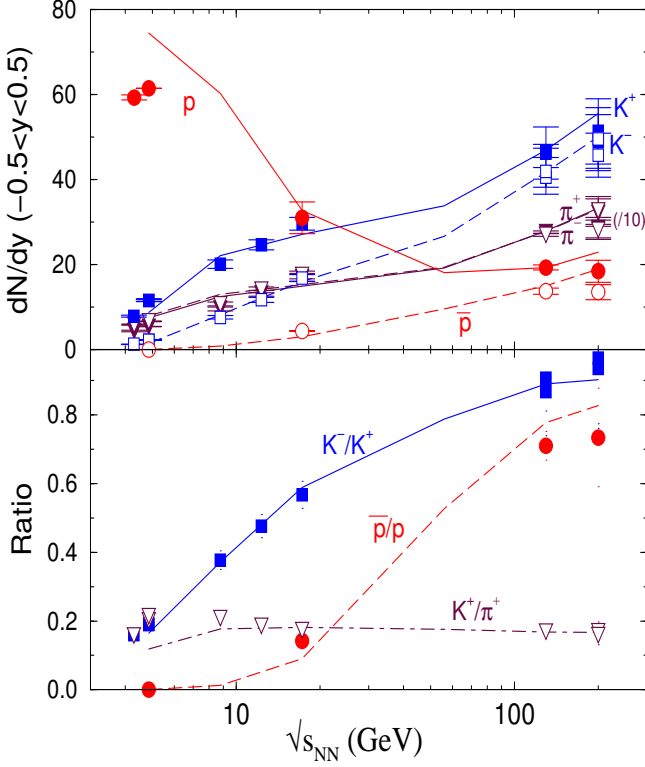 80
60
40
20
0
dN/dy (−0.5<y<0.5)
p
K⁺
K⁻
π⁺
π⁻ (/10)
p̅
0.8
0.6
0.4
0.2
0.0
Ratio
K⁻/K⁺
p̅/p
K⁺/π⁺
10
100
√s_NN (GeV)